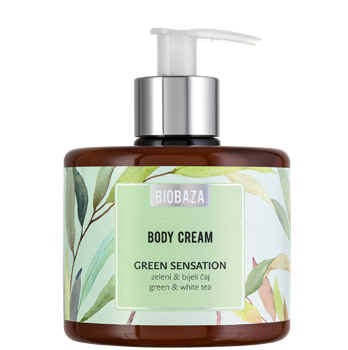 BIOBAZA
BODY CREAM
GREEN SENSATION
zeleni & bijeli čaj
green & white tea